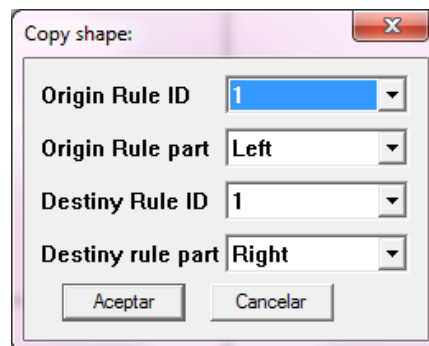 Copy shape:
Origin Rule ID 1
Origin Rule part Left
Destiny Rule ID 1
Destiny rule part Right
Aceptar Cancelar